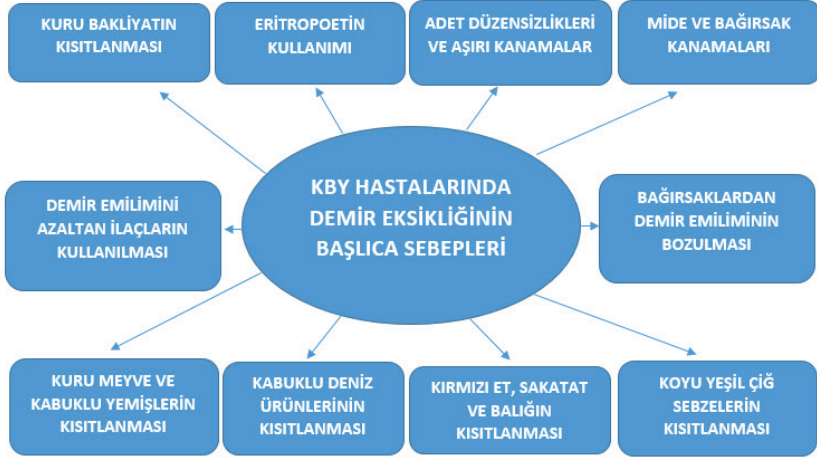 KURU BAKLİYATIN
KISITLANMASI
ERİTROPOETİN
KULLANIMI
ADET DÜZENSİZLİKLERİ
VE AŞIRI KANAMALAR
MİDE VE BAĞIRSAK
KANAMALARI
DEMİR EMİLİMİNİ
AZALTAN İLAÇLARIN
KULLANILMASI
KBY HASTALARINDA
DEMİR EKSİKLİĞİNİN
BAŞLICA SEBEPLERİ
BAĞIRSAKLARDAN
DEMİR EMİLİMİNİN
BOZULMASI
KURU MEYVE VE
KABUKLU YEMİŞLERİN
KISITLANMASI
KABUKLU DENİZ
ÜRÜNLERİNİN
KISITLANMASI
KIRMIZI ET, SAKATAT
VE BALIĞIN
KISITLANMASI
KOYU YEŞİL ÇİĞ
SEBZELERİN
KISITLANMASI